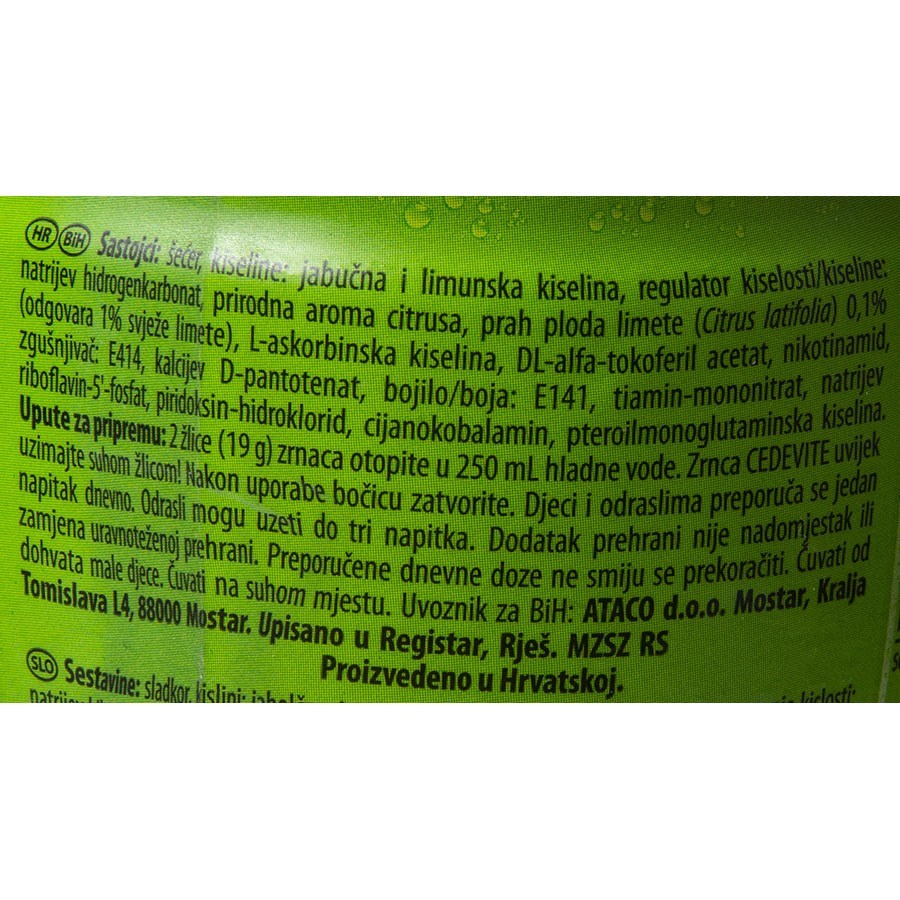 HR BiH Sastojci: šećer, kiseline: jabučna i limunska kiselina, regulator kiselosti/kiseline:
natrijev hidrogenkarbonat, prirodna aroma citrusa, prah ploda limete (Citrus latifolia) 0,1%
(odgovara 1% svježe limete), L-askorbinska kiselina, DL-alfa-tokoferil acetat, nikotinamid,
zgušnjivač: E414, kalcijev D-pantotenat, bojilo/boja: E141, tiamin-mononitrat, natrijev
riboflavin-5'-fosfat, piridoksin-hidroklorid, cijanokobalamin, pteroilmonoglutaminska kiselina.
Upute za pripremu: 2 žlice (19 g) zrnaca otopite u 250 mL hladne vode. Zrnca CEDEVITE uvijek
uzimajte suhom žlicom! Nakon uporabe bočicu zatvorite. Djeci i odraslima preporuča se jedan
napitak dnevno. Odrasli mogu uzeti do tri napitka. Dodatak prehrani nije nadomjestak ili
zamjena uravnoteženoj prehrani. Preporučene dnevne doze ne smiju se prekoračiti. Čuvati od
dohvata male djece. Čuvati na suhom mjestu. Uvoznik za BiH: ATACO d.o.o. Mostar, Kralja
Tomislava L4, 88000 Mostar. Upisano u Registar, Rješ. MZSZ RS
Proizvedeno u Hrvatskoj.
SLO Sestavine: sladkor, kislini: kislosti: